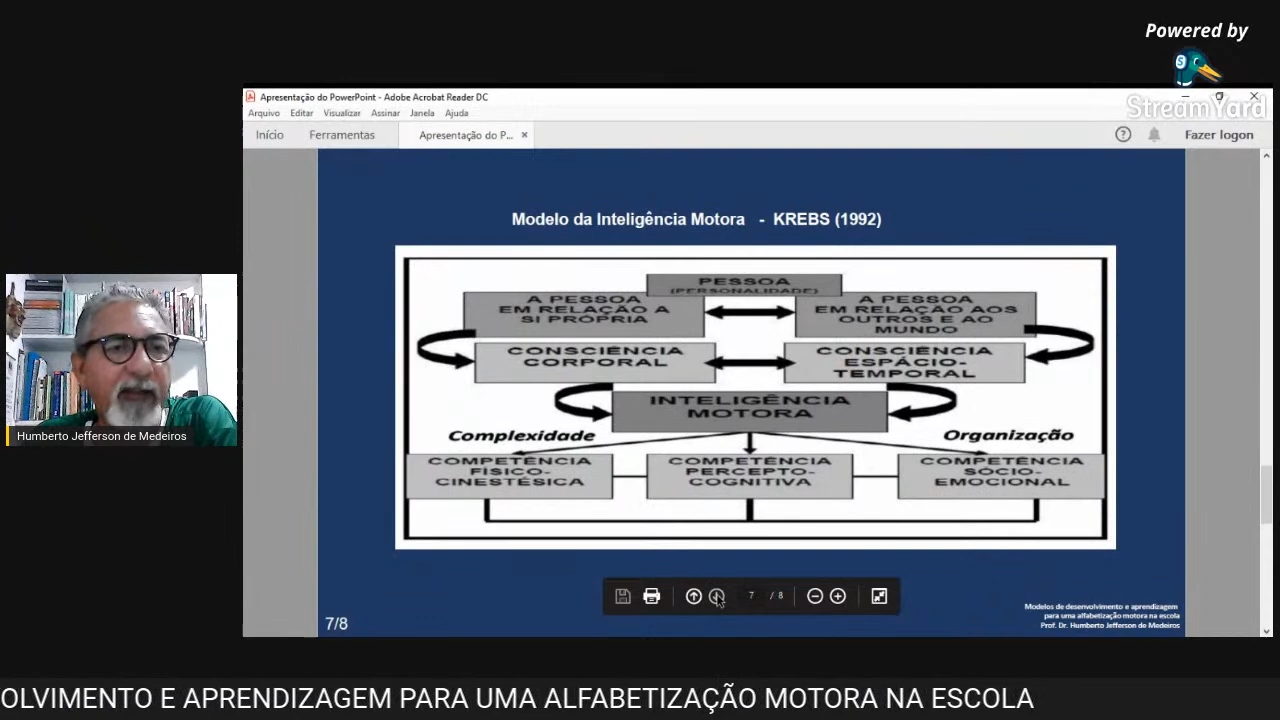 Powered by
StreamYard
Apresentação do PowerPoint - Adobe Acrobat Reader DC
Arquivo Editar Visualizar Assinar Janela Ajuda
Início Ferramentas Apresentação do P... Fazer logon
Modelo da Inteligência Motora - KREBS (1992)
PESSOA
(PERSONALIDADE)
A PESSOA
EM RELAÇÃO A
SI PRÓPRIA
A PESSOA
EM RELAÇÃO AOS
OUTROS E AO
MUNDO
CONSCIÊNCIA
CORPORAL
CONSCIÊNCIA
ESPÁCIO-
TEMPORAL
INTELIGÊNCIA
MOTORA
Complexidade
Organização
COMPETÊNCIA
FÍSICO-
CINESTÉSICA
COMPETÊNCIA
PERCEPTO-
COGNITIVA
COMPETÊNCIA
SÓCIO-
EMOCIONAL
7 / 8
7/8
Modelos de desenvolvimento e aprendizagem
para uma alfabetização motora na escola
Prof. Dr. Humberto Jefferson de Medeiros
Humberto Jefferson de Medeiros
OLVIMENTO E APRENDIZAGEM PARA UMA ALFABETIZAÇÃO MOTORA NA ESCOLA